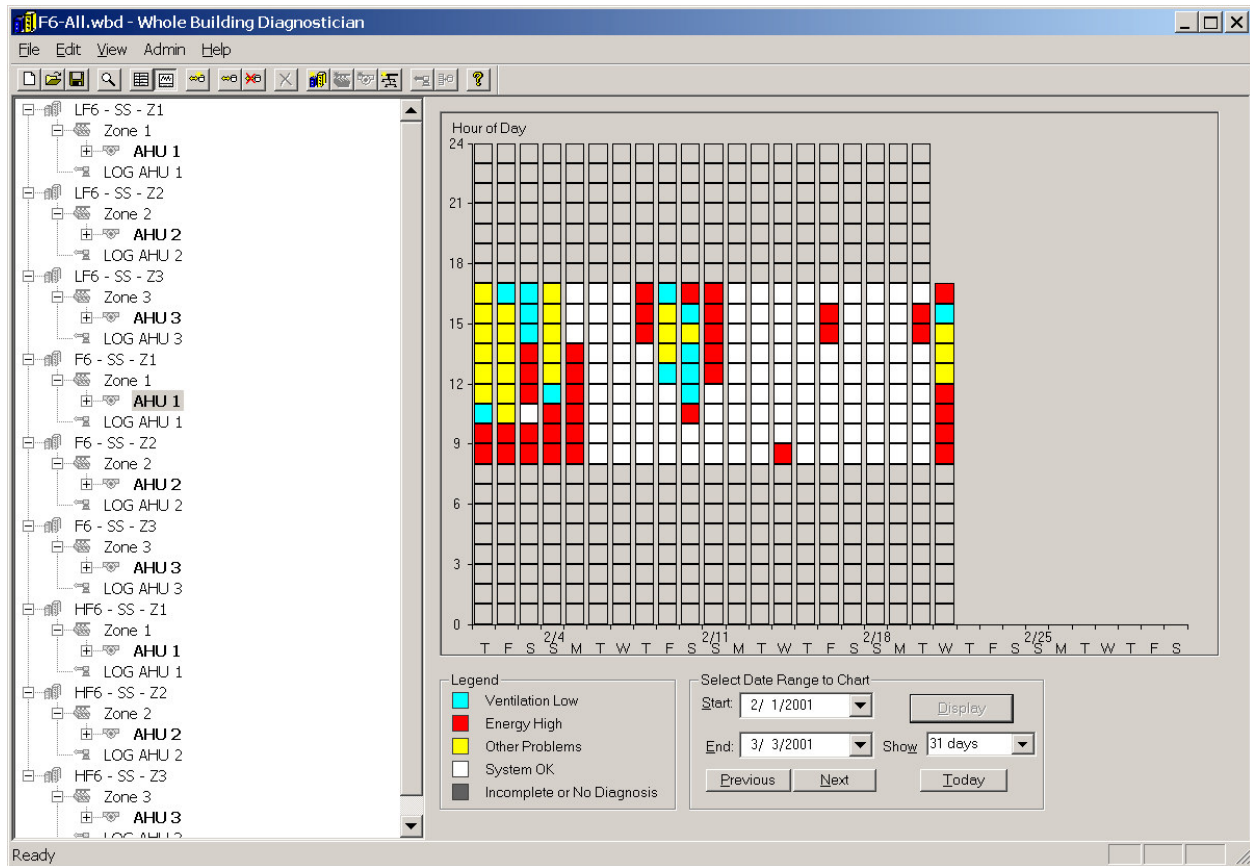 F6-All.wbd - Whole Building Diagnostician
File Edit View Admin Help
LF6 - SS - Z1
Zone 1
AHU 1
LOG AHU 1
LF6 - SS - Z2
Zone 2
AHU 2
LOG AHU 2
LF6 - SS - Z3
Zone 3
AHU 3
LOG AHU 3
F6 - SS - Z1
Zone 1
AHU 1
LOG AHU 1
F6 - SS - Z2
Zone 2
AHU 2
LOG AHU 2
F6 - SS - Z3
Zone 3
AHU 3
LOG AHU 3
HF6 - SS - Z1
Zone 1
AHU 1
LOG AHU 1
HF6 - SS - Z2
Zone 2
AHU 2
LOG AHU 2
HF6 - SS - Z3
Zone 3
AHU 3
Hour of Day
24
21
18
15
12
9
6
3
0
2/4 2/11 2/18 2/25
T F S S M T W T F S S M T W T F S S M T W T F S S M T W T F S
Legend
Ventilation Low
Energy High
Other Problems
System OK
Incomplete or No Diagnosis
Select Date Range to Chart
Start: 2/ 1/2001
Display
End: 3/ 3/2001 Show 31 days
Previous Next Today
Ready